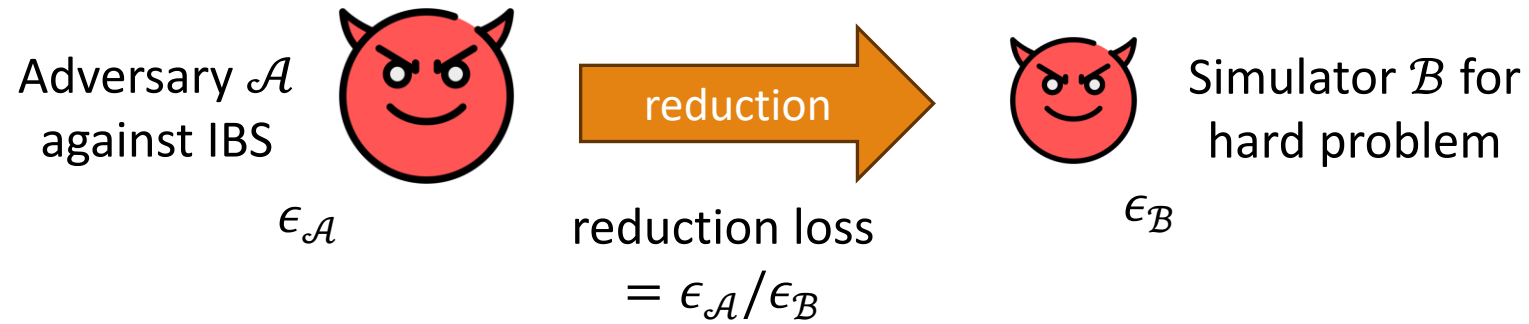 Adversary 𝒜
against IBS
ϵ𝒜
reduction
reduction loss
= ϵ𝒜/ϵℬ
Simulator ℬ for
hard problem
ϵℬ